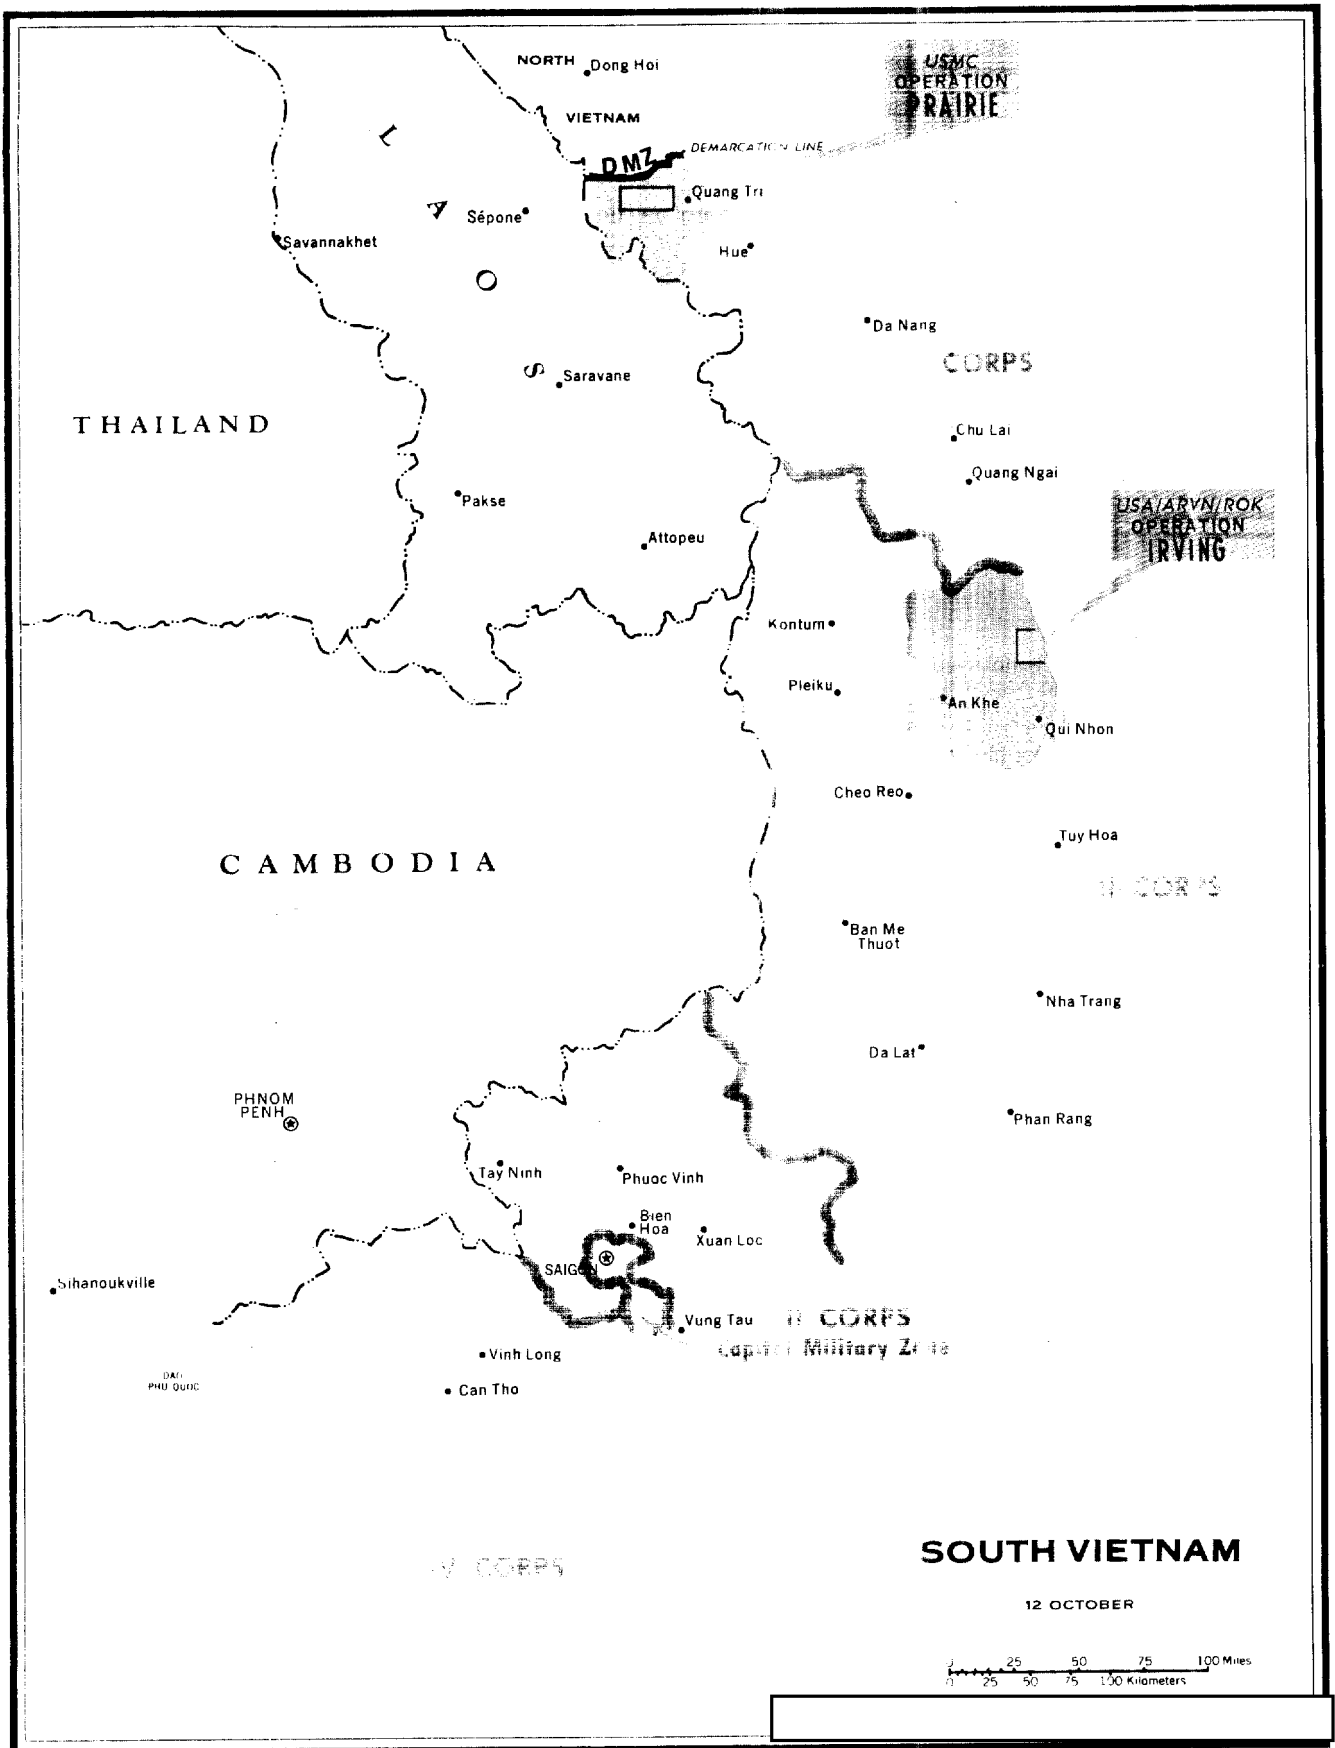 NORTH
Dong Hoi
VIETNAM
USMC
OPERATION
PRAIRIE
DMZ
DEMARCATION LINE
Quang Tri
L
A
O
S
Sépone
Savannakhet
Hue
Da Nang
CORPS
Saravane
THAILAND
Chu Lai
Quang Ngai
Pakse
Attopeu
USA/ARVN/ROK
OPERATION
IRVING
Kontum
Pleiku
An Khe
Qui Nhon
Cheo Reo
Tuy Hoa
CAMBODIA
CORPS
Ban Me
Thuot
Nha Trang
Da Lat
PHNOM
PENH
Phan Rang
Tay Ninh
Phuoc Vinh
Bien
Hoa
Xuan Loc
SAIGON
Sihanoukville
Vung Tau
CORPS
Military
Vinh Long
Can Tho
PHU QUOC
CORPS
SOUTH VIETNAM
12 OCTOBER
0 25 50 75 100 Miles
0 25 50 75 100 Kilometers